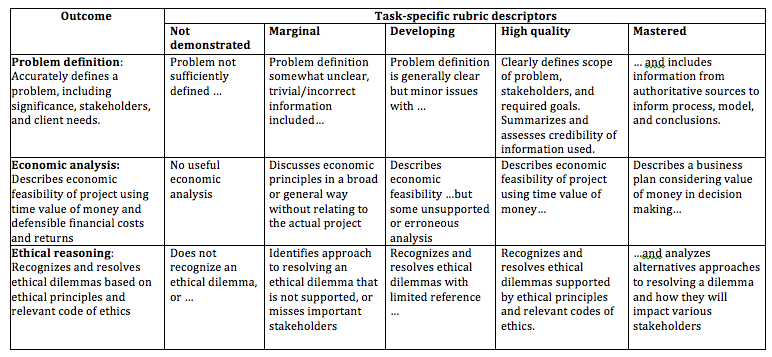 Outcome
Task-specific rubric descriptors
Not
demonstrated
Marginal
Developing
High quality
Mastered
Problem definition:
Accurately defines a
problem, including
significance, stakeholders,
and client needs.
Problem not
sufficiently
defined …
Problem definition
somewhat unclear,
trivial/incorrect
information
included…
Problem definition
is generally clear
but minor issues
with …
Clearly defines scope
of problem,
stakeholders, and
required goals.
Summarizes and
assesses credibility of
information used.
… and includes
information from
authoritative sources to
inform process, model,
and conclusions.
Economic analysis:
Describes economic
feasibility of project using
time value of money and
defensible financial costs
and returns
No useful
economic
analysis
Discusses economic
principles in a broad
or general way
without relating to
the actual project
Describes
economic
feasibility …but
some unsupported
or erroneous
analysis
Describes economic
feasibility of project
using time value of
money…
Describes a business
plan considering value
of money in decision
making…
Ethical reasoning:
Recognizes and resolves
ethical dilemmas based on
ethical principles and
relevant code of ethics
Does not
recognize an
ethical dilemma,
or …
Identifies approach
to resolving an
ethical dilemma that
is not supported, or
misses important
stakeholders
Recognizes and
resolves ethical
dilemmas with
limited reference
…
Recognizes and
resolves ethical
dilemmas supported
by ethical principles
and relevant codes of
ethics.
…and analyzes
alternatives approaches
to resolving a dilemma
and how they will
impact various
stakeholders